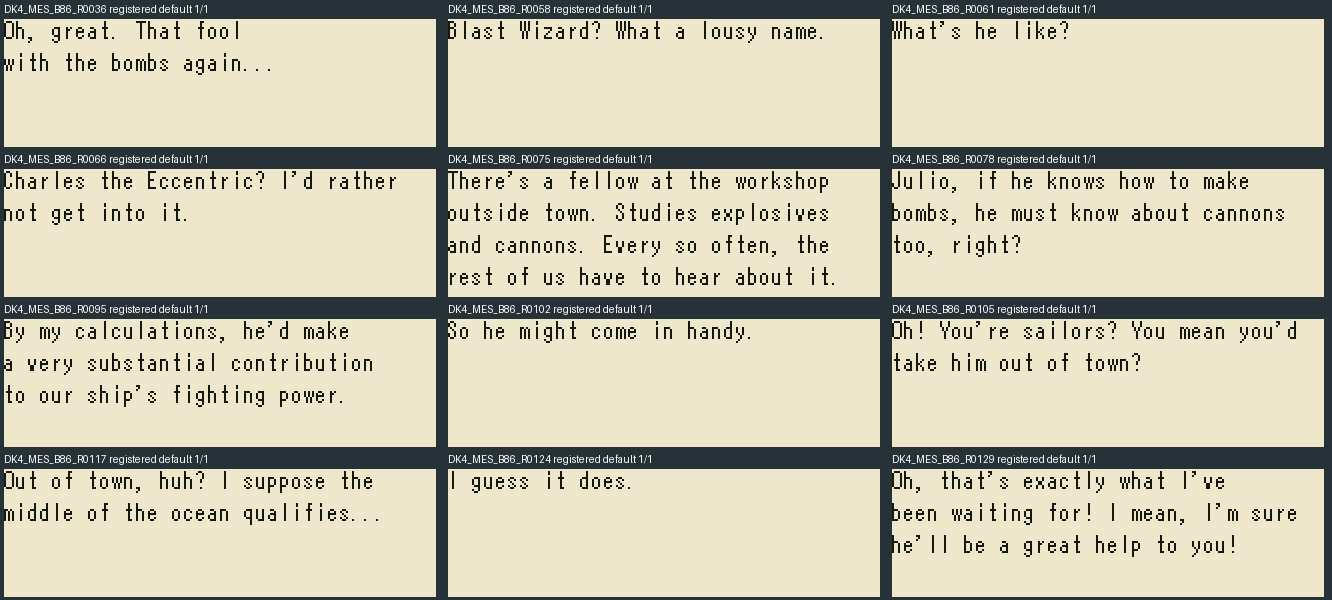 DK4_MES_B86_R0036 registered default 1/1
Oh, great. That fool
with the bombs again...
DK4_MES_B86_R0058 registered default 1/1
Blast Wizard? What a lousy name.
DK4_MES_B86_R0061 registered default 1/1
What's he like?
DK4_MES_B86_R0066 registered default 1/1
Charles the Eccentric? I'd rather
not get into it.
DK4_MES_B86_R0075 registered default 1/1
There's a fellow at the workshop
outside town. Studies explosives
and cannons. Every so often, the
rest of us have to hear about it.
DK4_MES_B86_R0078 registered default 1/1
Julio, if he knows how to make
bombs, he must know about cannons
too, right?
DK4_MES_B86_R0095 registered default 1/1
By my calculations, he'd make
a very substantial contribution
to our ship's fighting power.
DK4_MES_B86_R0102 registered default 1/1
So he might come in handy.
DK4_MES_B86_R0105 registered default 1/1
Oh! You're sailors? You mean you'd
take him out of town?
DK4_MES_B86_R0117 registered default 1/1
Out of town, huh? I suppose the
middle of the ocean qualifies...
DK4_MES_B86_R0124 registered default 1/1
I guess it does.
DK4_MES_B86_R0129 registered default 1/1
Oh, that's exactly what I've
been waiting for! I mean, I'm sure
he'll be a great help to you!